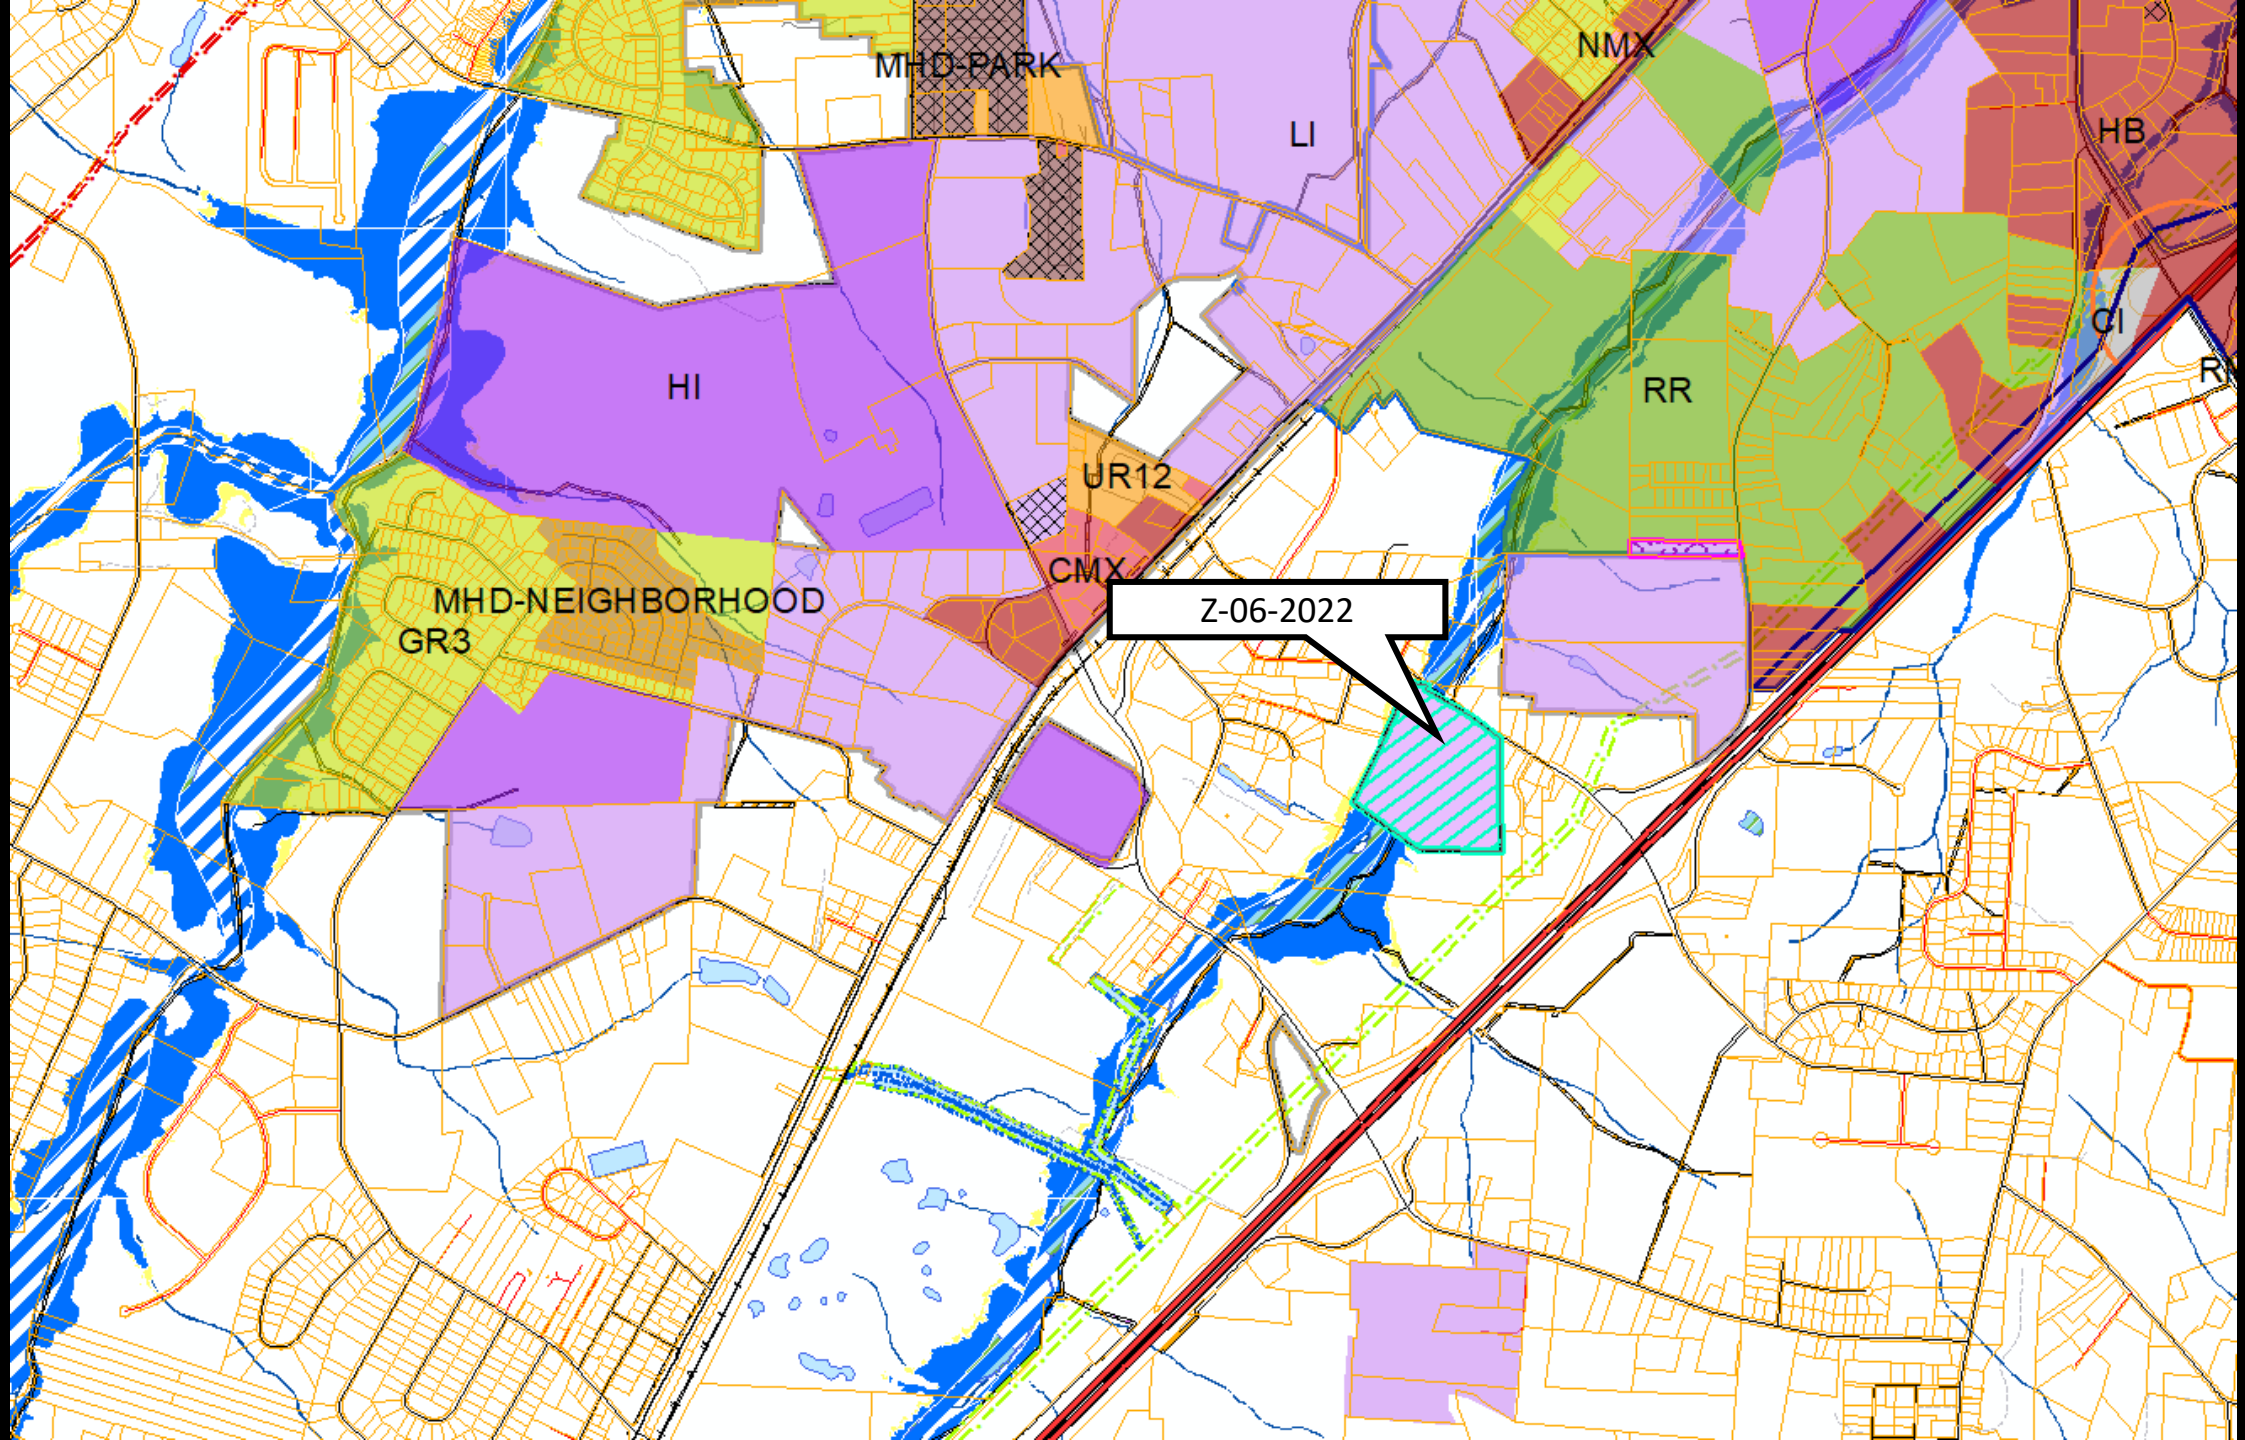 NMX
MHD-PARK
LI
HB
CI
HI
RR
UR12
CMX
MHD-NEIGHBORHOOD
Z-06-2022
GR3